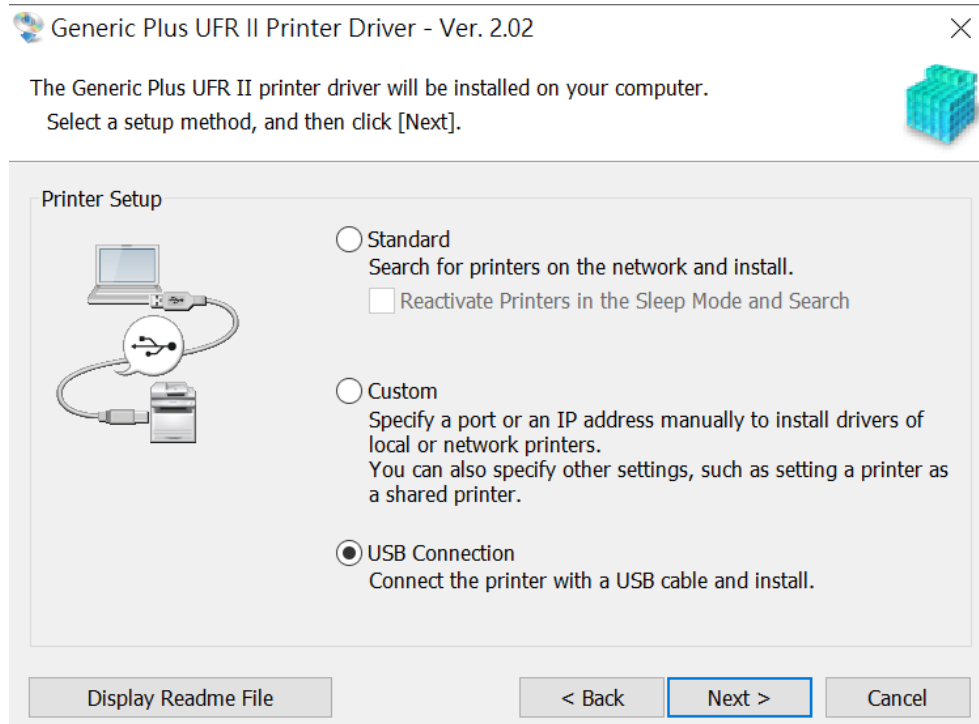 Generic Plus UFR II Printer Driver - Ver. 2.02
The Generic Plus UFR II printer driver will be installed on your computer.
Select a setup method, and then click [Next].
Printer Setup
Standard
Search for printers on the network and install.
Reactivate Printers in the Sleep Mode and Search
Custom
Specify a port or an IP address manually to install drivers of
local or network printers.
You can also specify other settings, such as setting a printer as
a shared printer.
USB Connection
Connect the printer with a USB cable and install.
Display Readme File
< Back
Next >
Cancel